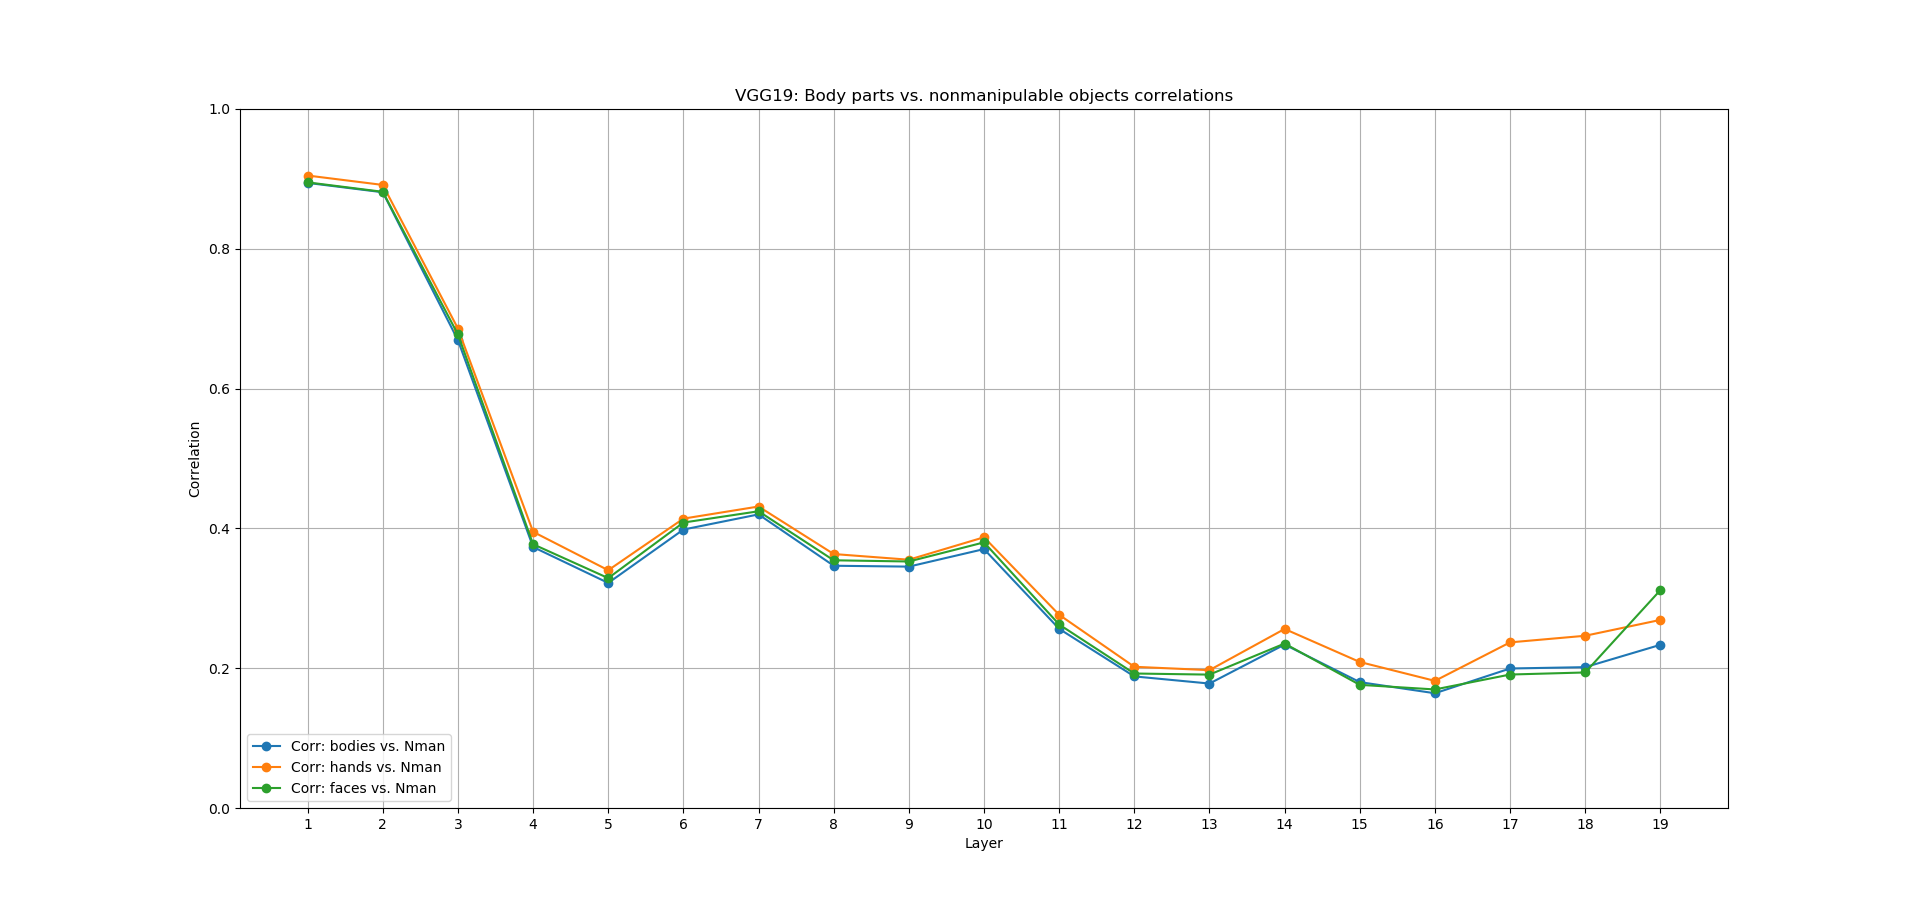 VGG19: Body parts vs. nonmanipulable objects correlations
1.0
0.8
0.6
0.4
0.2
0.0
Correlation
Corr: bodies vs. Nman
Corr: hands vs. Nman
Corr: faces vs. Nman
1 2 3 4 5 6 7 8 9 10 11 12 13 14 15 16 17 18 19
Layer